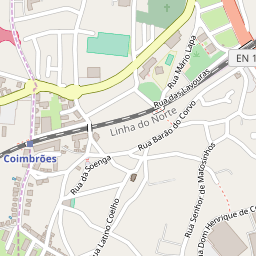 Rua Mário Lapa
EN 1
Rua das Lavouras
Linha do Norte
Rua Barão do Corvo
Coimbrões
Rua da Soenga
Rua Senhor de Matosinhos
Rua Latino Coelho
Rua Dom Henrique de C